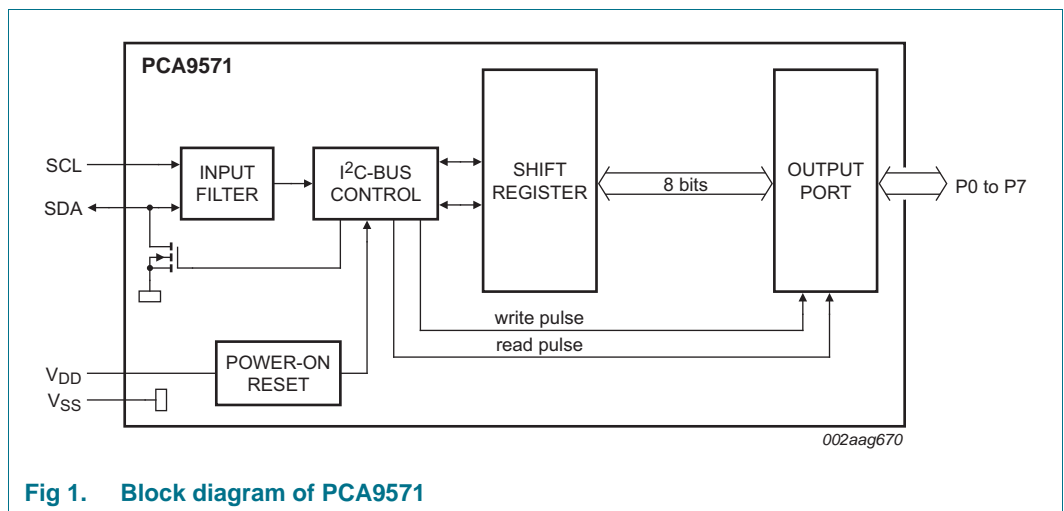 PCA9571
SCL
SDA
INPUT
FILTER
I²C-BUS
CONTROL
SHIFT
REGISTER
8 bits
OUTPUT
PORT
P0 to P7
write pulse
read pulse
POWER-ON
RESET
VDD
VSS
002aag670
Fig 1. Block diagram of PCA9571